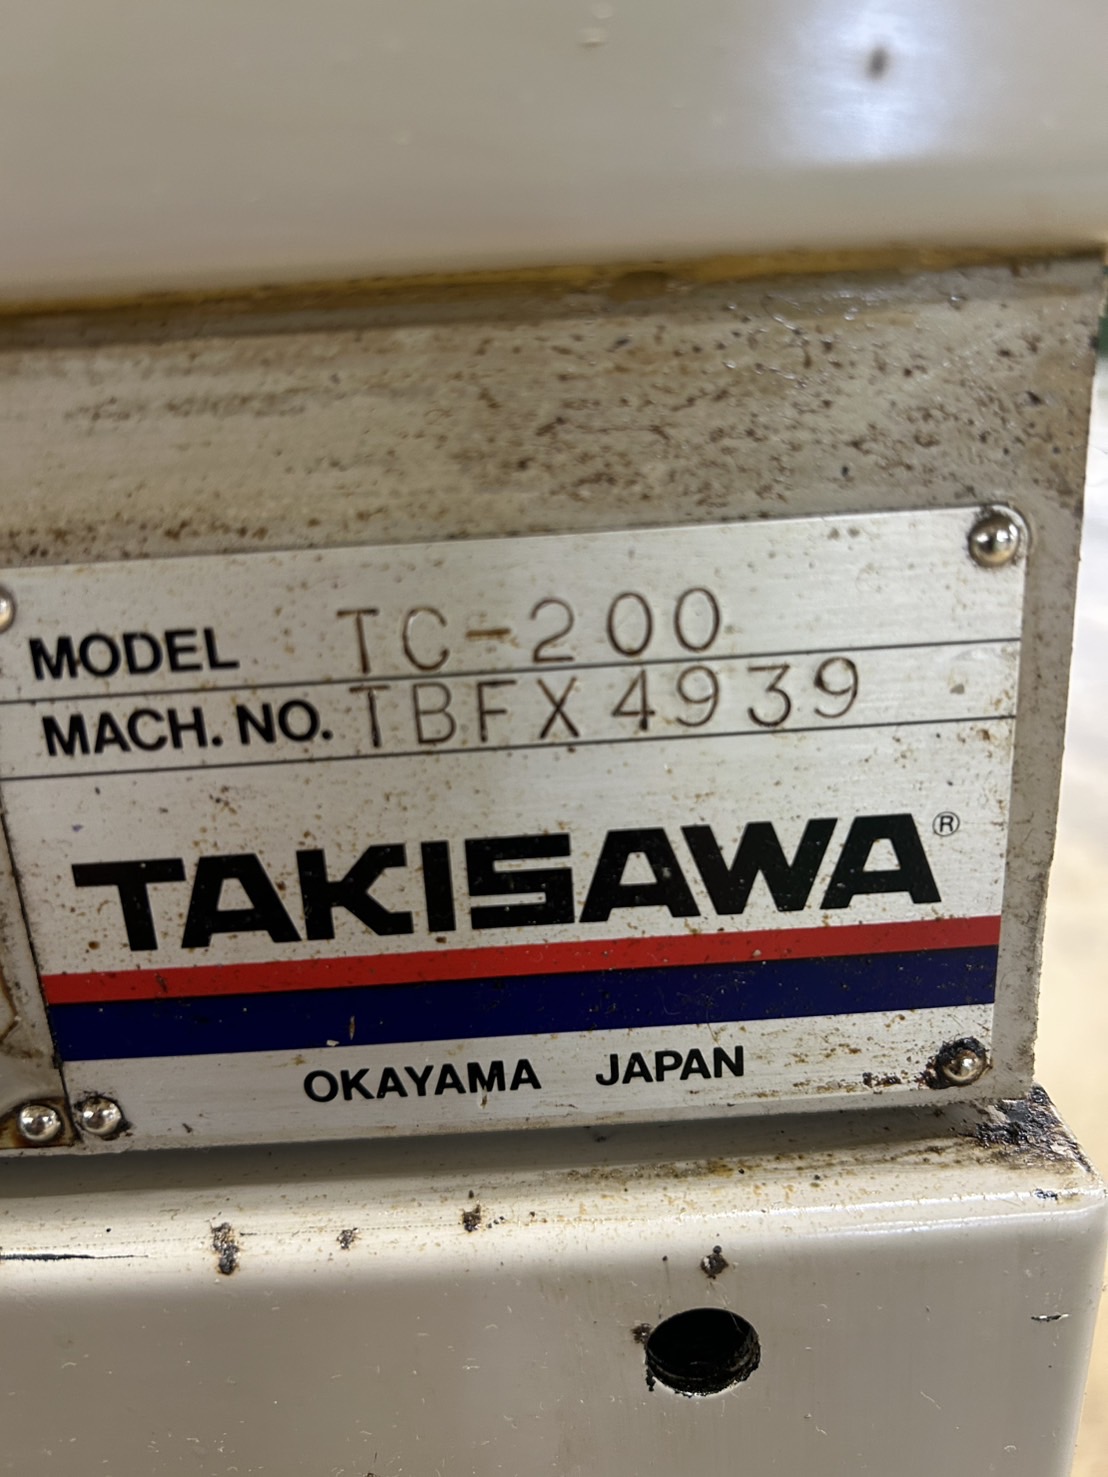 MODEL TC-200
MACH. NO. TBFX4939
TAKISAWA®
OKAYAMA JAPAN